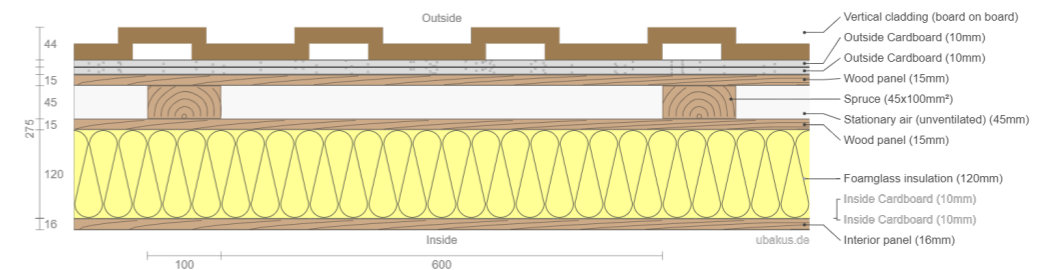 Outside
Vertical cladding (board on board)
Outside Cardboard (10mm)
Outside Cardboard (10mm)
Wood panel (15mm)
Spruce (45x100mm²)
Stationary air (unventilated) (45mm)
Wood panel (15mm)
Foamglass insulation (120mm)
Inside Cardboard (10mm)
Inside Cardboard (10mm)
Interior panel (16mm)
44
15
45
15
120
16
275
Inside
ubakus.de
100
600